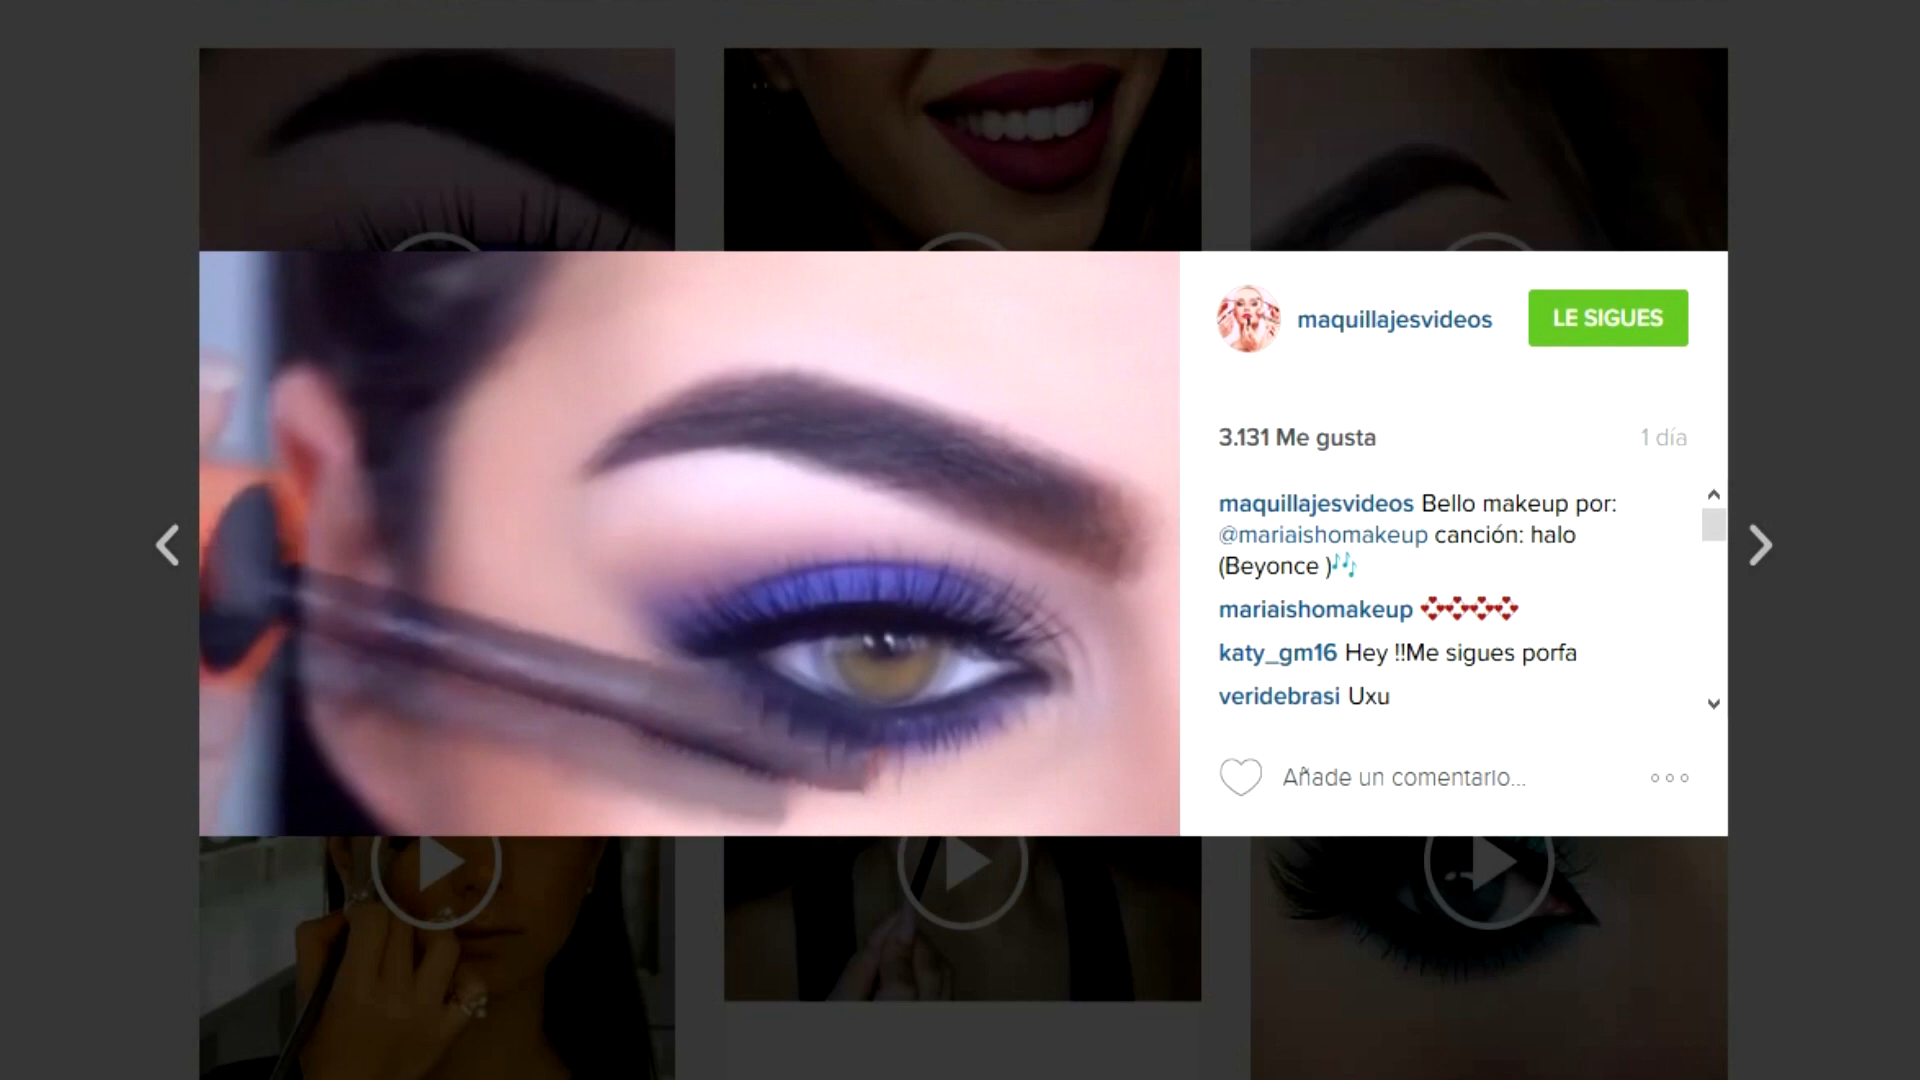 maquillajesvideos
LE SIGUES
3.131 Me gusta
1 día
maquillajesvideos Bello makeup por:
@mariaishomakeup canción: halo
(Beyonce )🎶
mariaishomakeup
katy_gm16 Hey !!Me sigues porfa
veridebrasi Uxu
Añade un comentario...